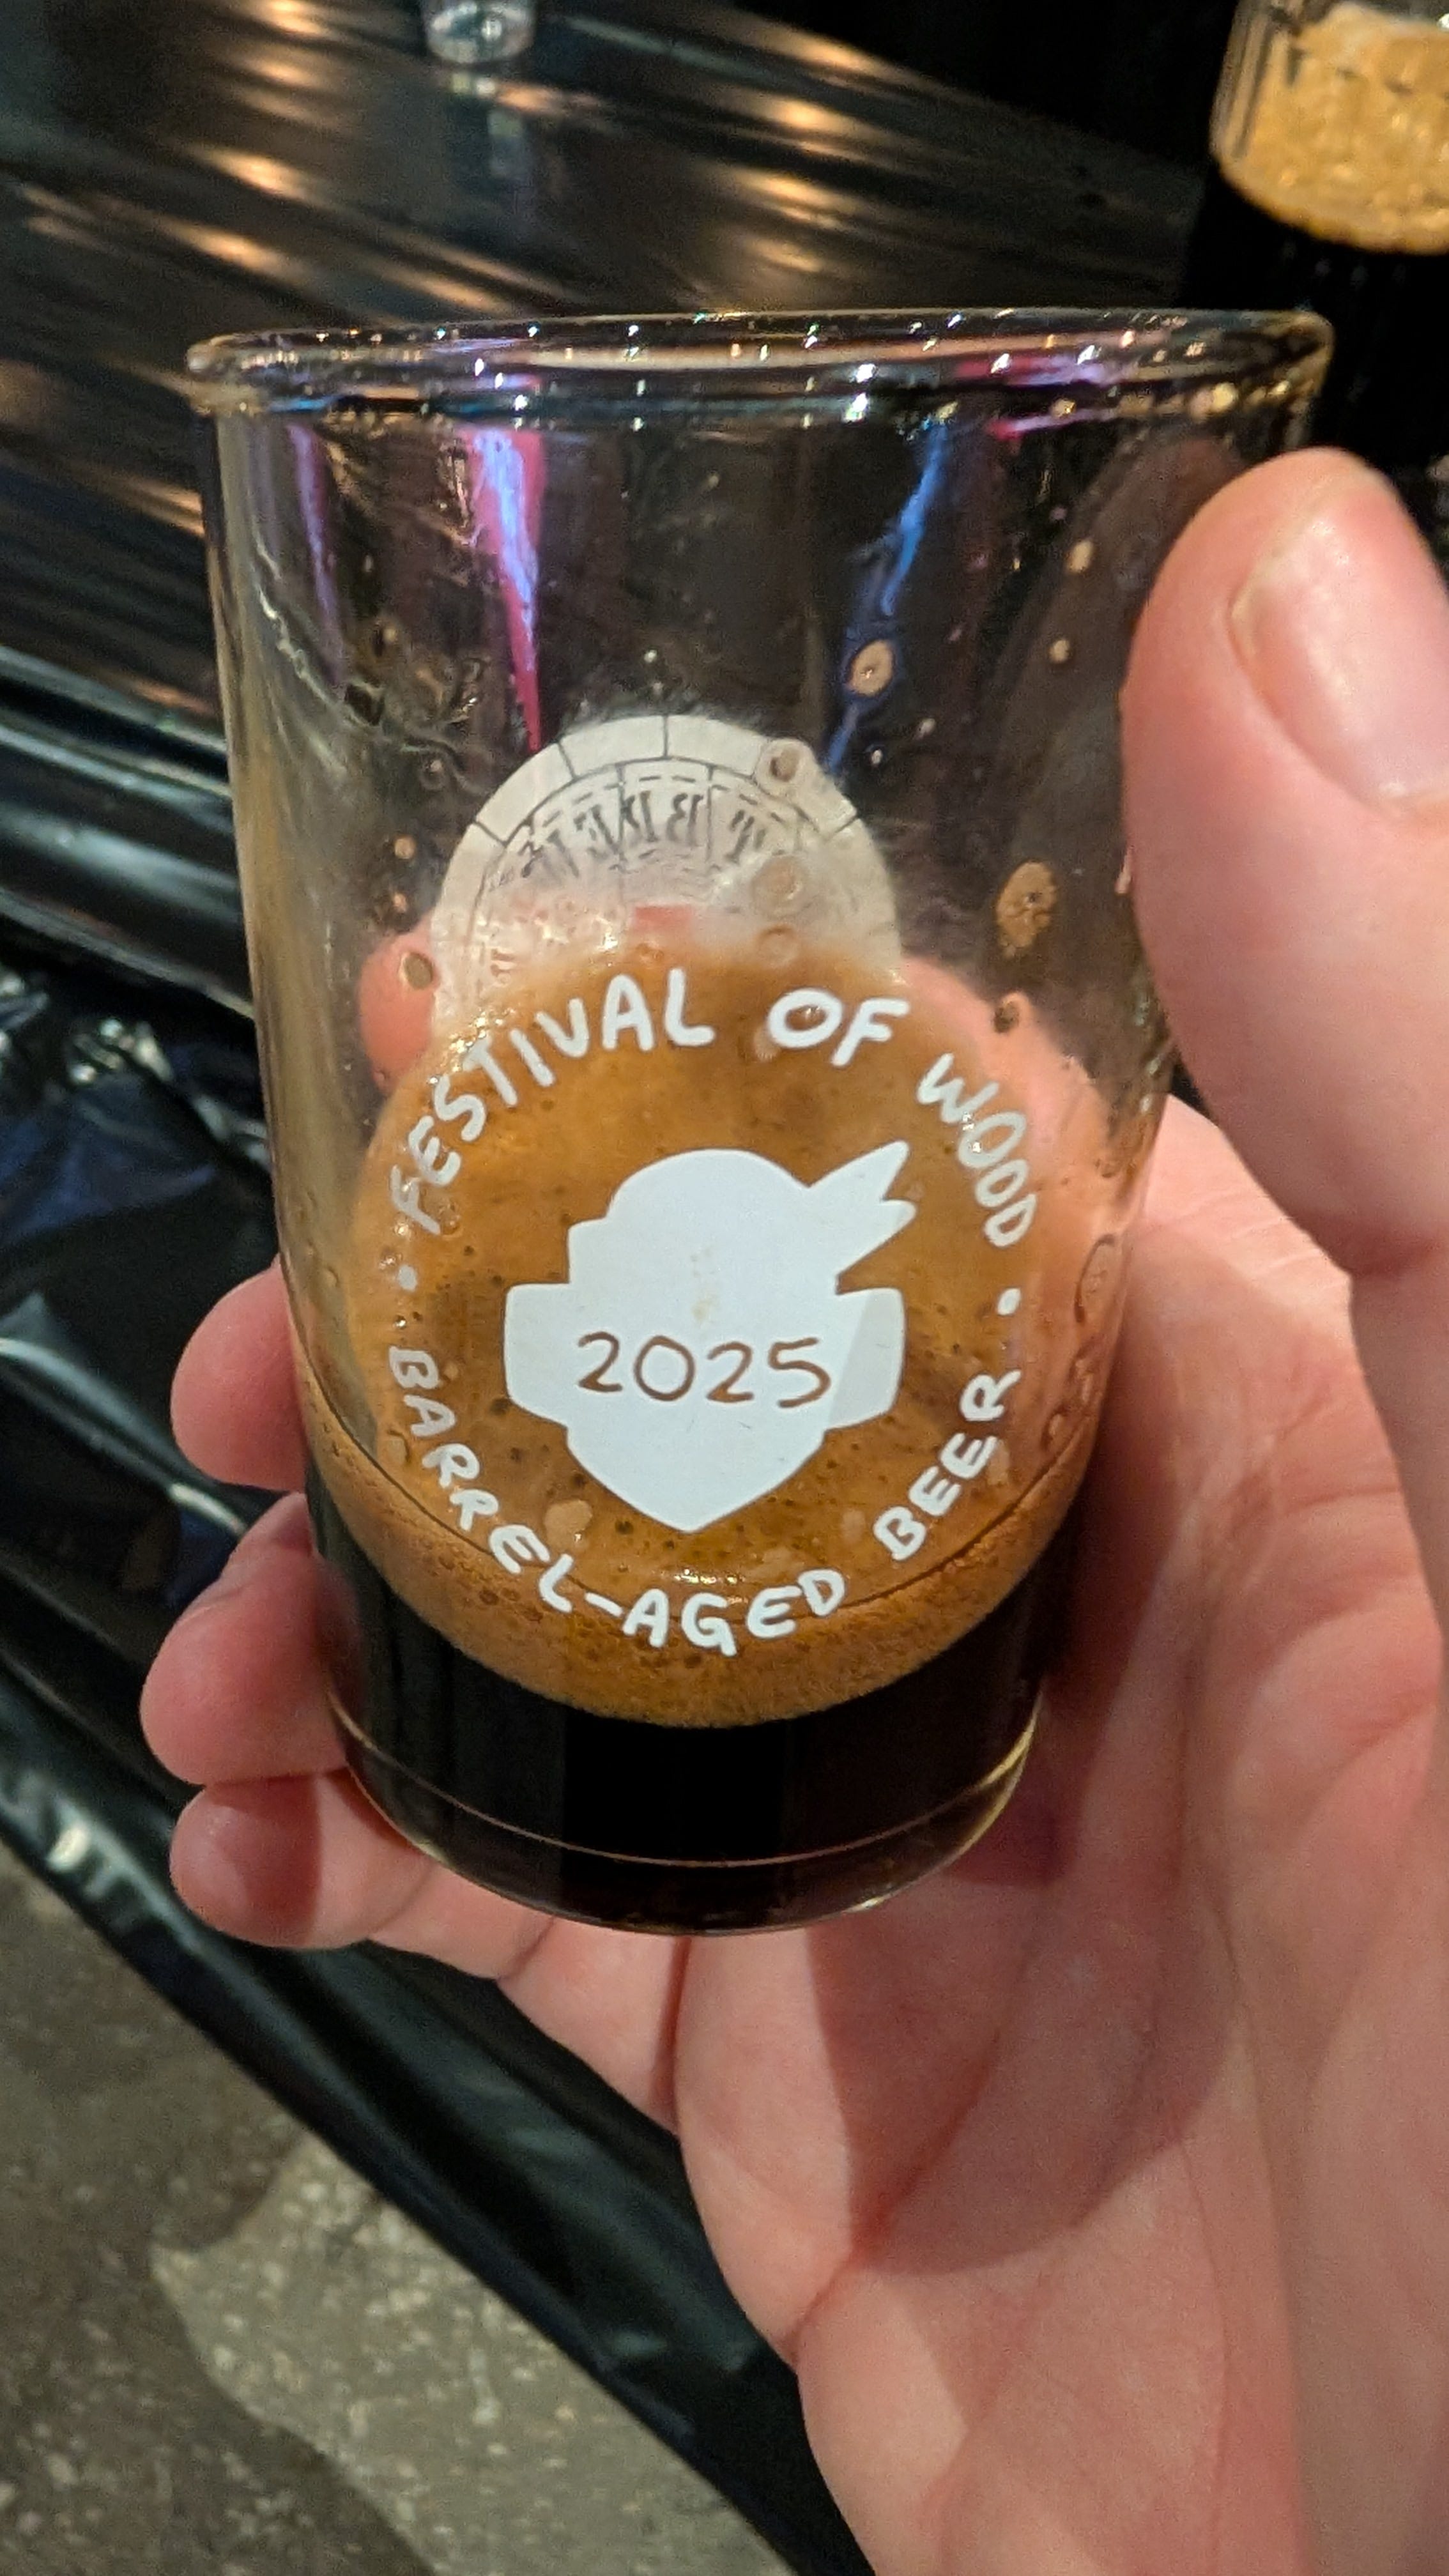 FESTIVAL OF WOOD
2025
BARREL-AGED BEER